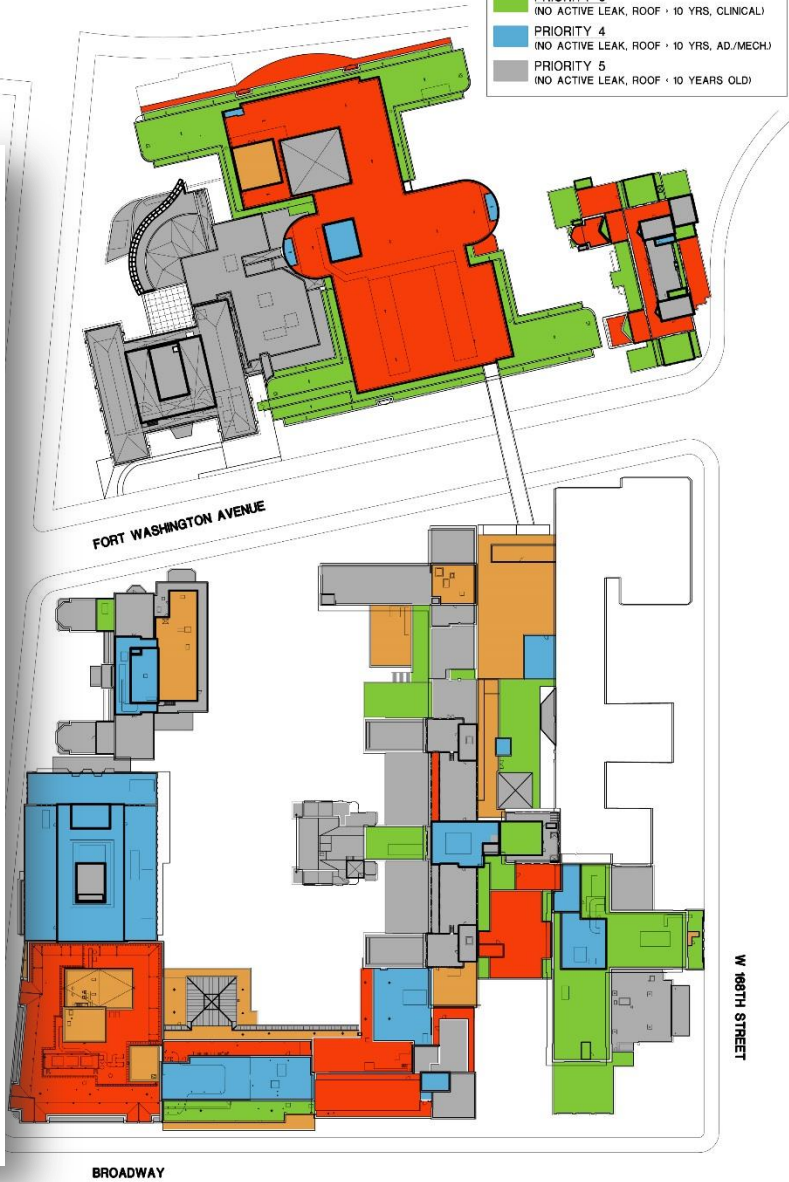 (NO ACTIVE LEAK, ROOF > 10 YRS, CLINICAL)
PRIORITY 4
(NO ACTIVE LEAK, ROOF > 10 YRS, AD./MECH.)
PRIORITY 5
(NO ACTIVE LEAK, ROOF < 10 YEARS OLD)
FORT WASHINGTON AVENUE
W 168TH STREET
BROADWAY